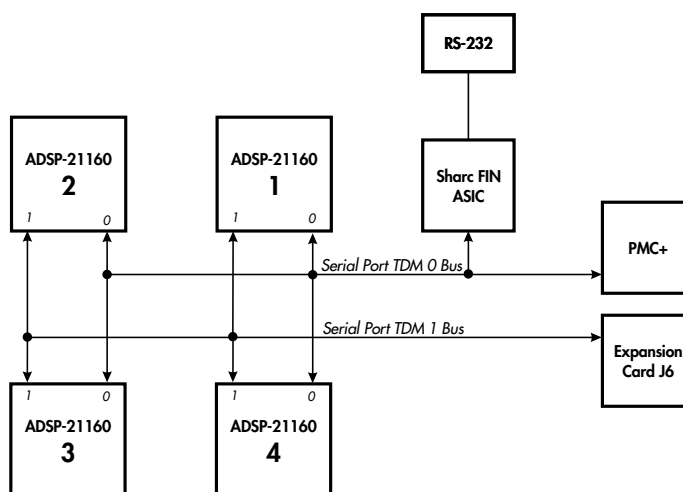 RS-232
ADSP-21160
2
1 0
ADSP-21160
1
1 0
Sharc FIN
ASIC
PMC+
Serial Port TDM 0 Bus
Serial Port TDM 1 Bus
Expansion
Card J6
1 0
ADSP-21160
3
1 0
ADSP-21160
4